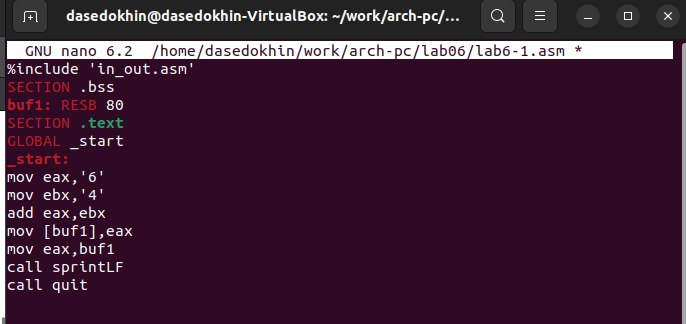 dasedokhin@dasedokhin-VirtualBox: ~/work/arch-pc/...
GNU nano 6.2 /home/dasedokhin/work/arch-pc/lab06/lab6-1.asm *
%include 'in_out.asm'
SECTION .bss
buf1: RESB 80
SECTION .text
GLOBAL _start
_start:
mov eax,'6'
mov ebx,'4'
add eax,ebx
mov [buf1],eax
mov eax,buf1
call sprintLF
call quit